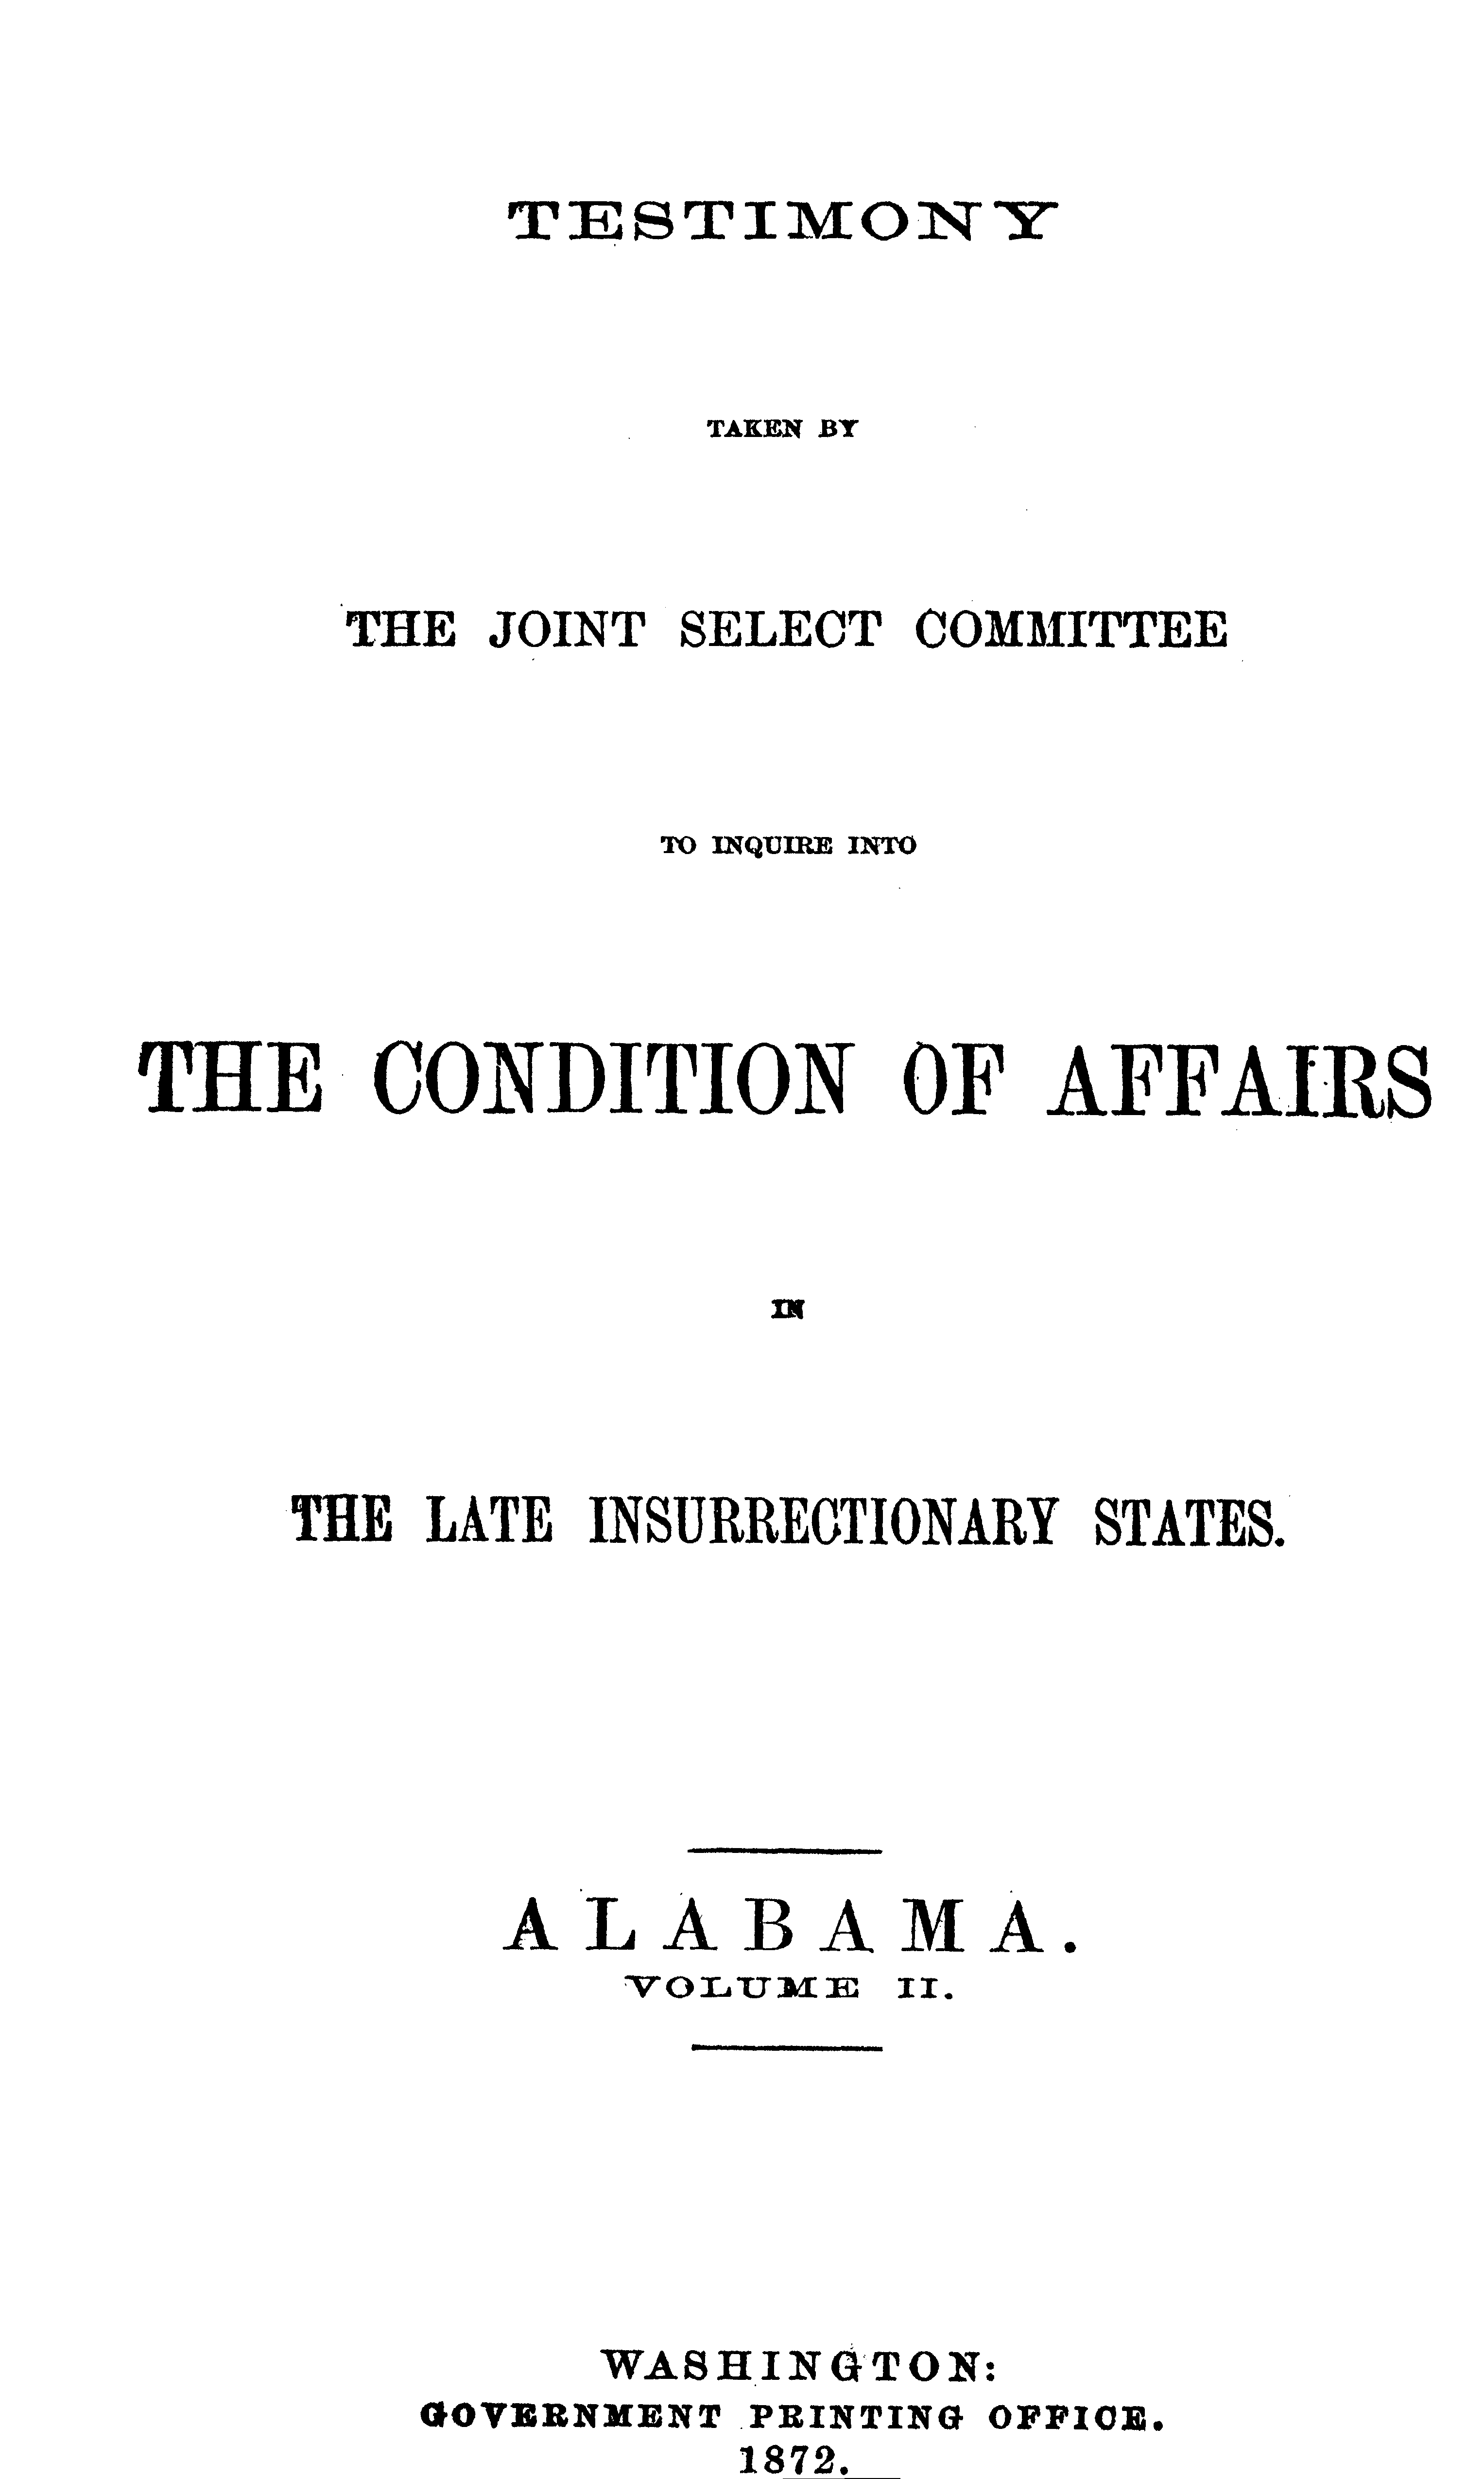 TESTIMONY
TAKEN BY
THE JOINT SELECT COMMITTEE
TO INQUIRE INTO
THE CONDITION OF AFFAIRS
IN
THE LATE INSURRECTIONARY STATES.
ALABAMA.
VOLUME II.
WASHINGTON:
GOVERNMENT PRINTING OFFICE.
1872.